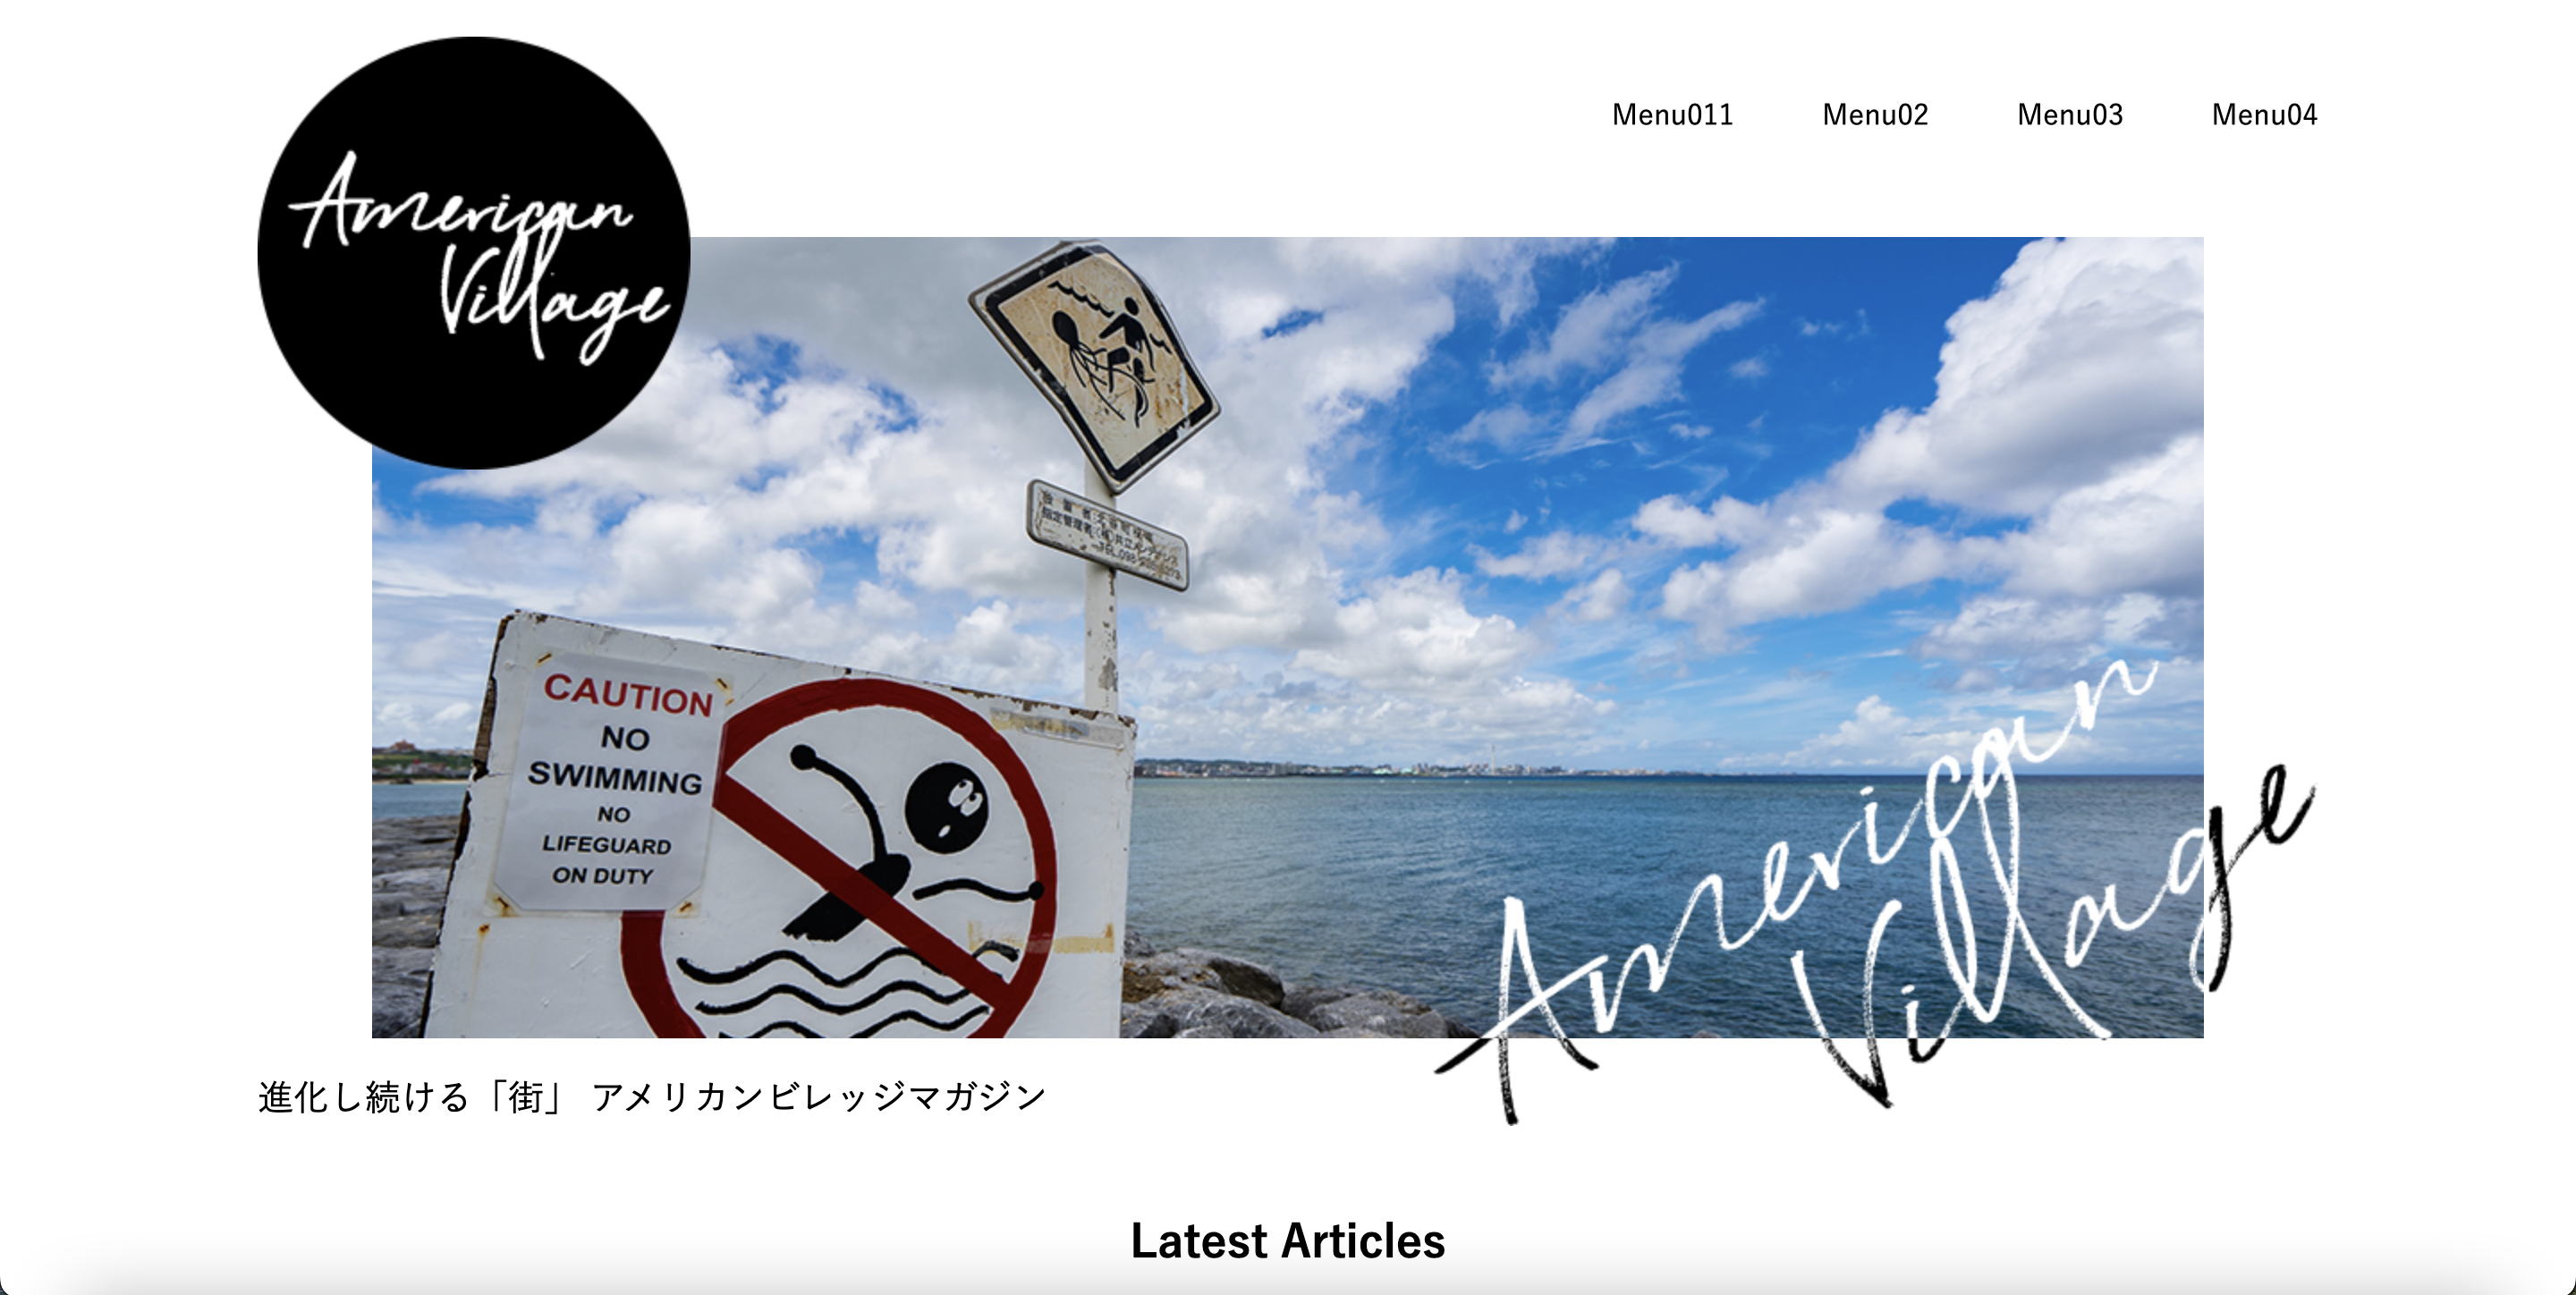 American
Village
Menu011 Menu02 Menu03 Menu04
CAUTION
NO
SWIMMING
NO
LIFEGUARD
ON DUTY
American
Village
進化し続ける「街」 アメリカンビレッジマガジン
Latest Articles